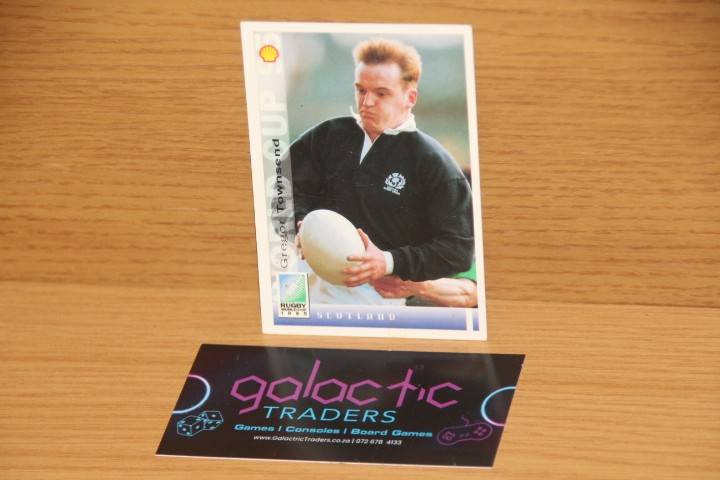 WORLD CUP 95
Gregor Townsend
RUGBY
WORLD CUP
1995
SCOTLAND
galactic
TRADERS
Games | Consoles | Board Games
www.GalacticTraders.co.za | 072 678 4133